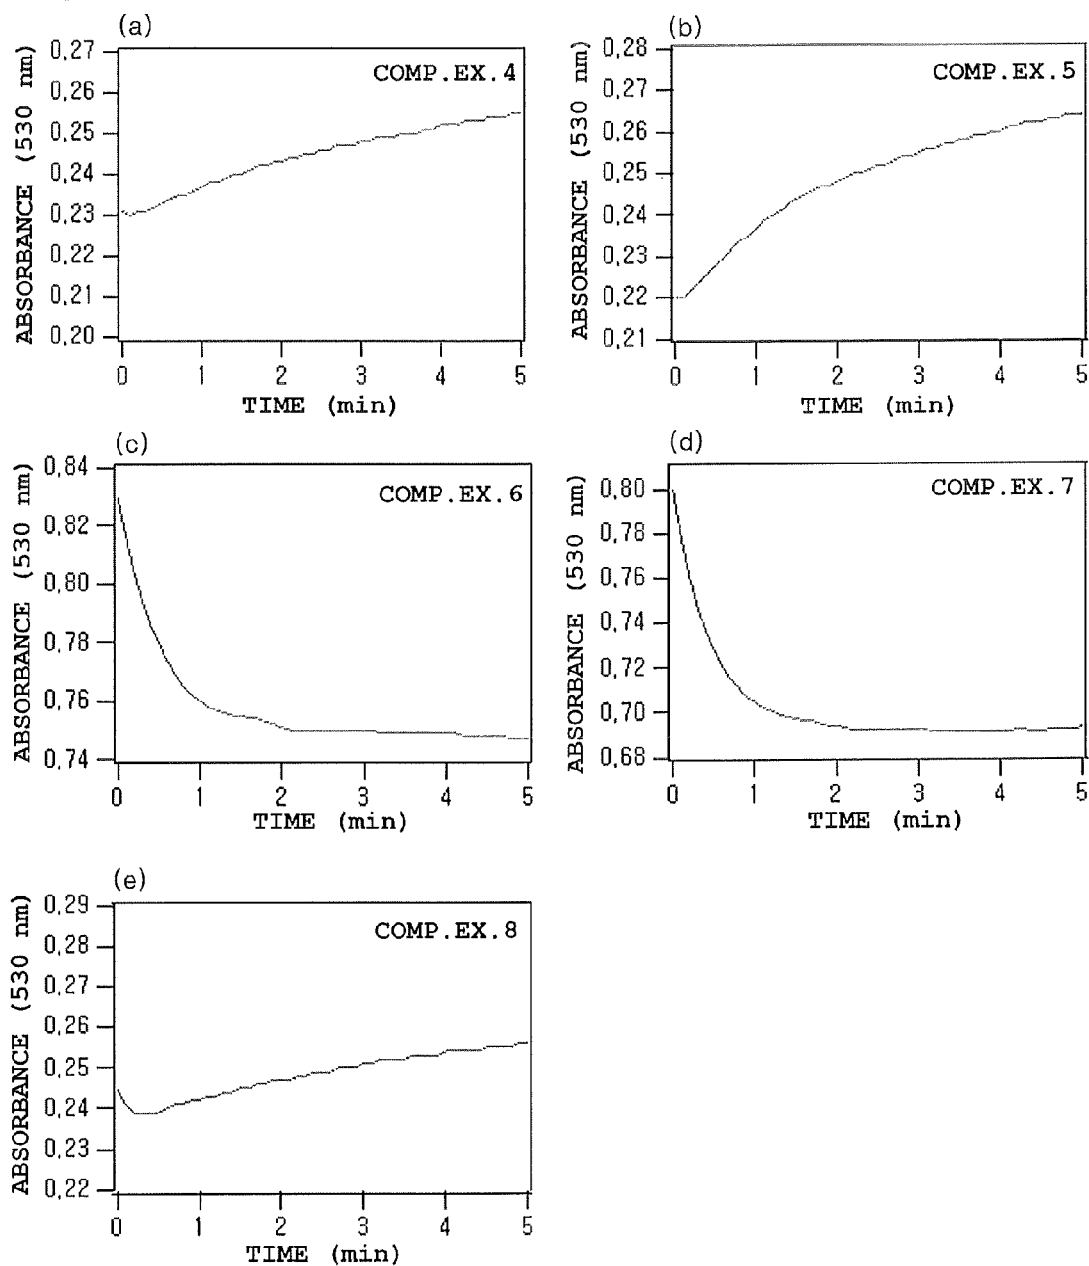 (a)
COMP.EX.4
ABSORBANCE (530 nm)
0,27
0,26
0,25
0,24
0,23
0,22
0,21
0,20
0 1 2 3 4 5
TIME (min)
(b)
COMP.EX.5
ABSORBANCE (530 nm)
0,28
0,27
0,26
0,25
0,24
0,23
0,22
0,21
0 1 2 3 4 5
TIME (min)
(c)
COMP.EX.6
ABSORBANCE (530 nm)
0,84
0,82
0,80
0,78
0,76
0,74
0 1 2 3 4 5
TIME (min)
(d)
COMP.EX.7
ABSORBANCE (530 nm)
0,80
0,78
0,76
0,74
0,72
0,70
0,68
0 1 2 3 4 5
TIME (min)
(e)
COMP.EX.8
ABSORBANCE (530 nm)
0,29
0,28
0,27
0,26
0,25
0,24
0,23
0,22
0 1 2 3 4 5
TIME (min)